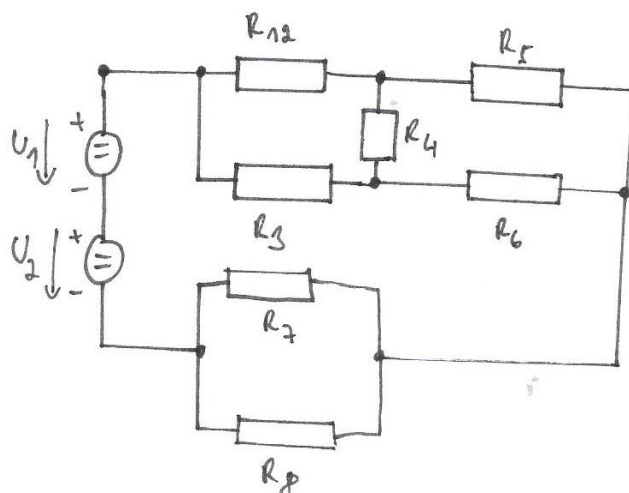 R12
R5
+
U1
=
R4
-
+
R3
R6
U2
=
-
R7
R8